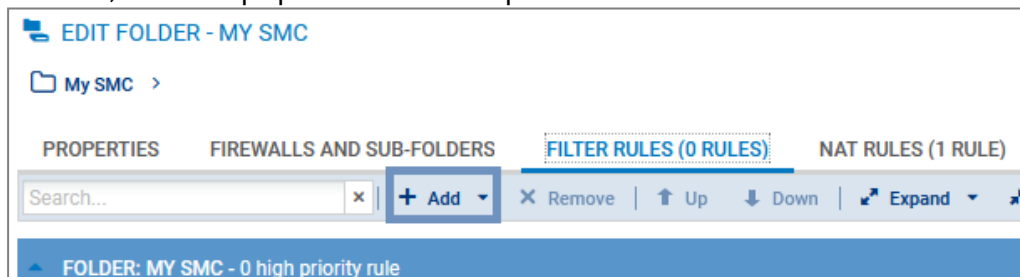 EDIT FOLDER - MY SMC
My SMC >
PROPERTIES FIREWALLS AND SUB-FOLDERS FILTER RULES (0 RULES) NAT RULES (1 RULE)
Search... × + Add Remove Up Down Expand
FOLDER: MY SMC - 0 high priority rule